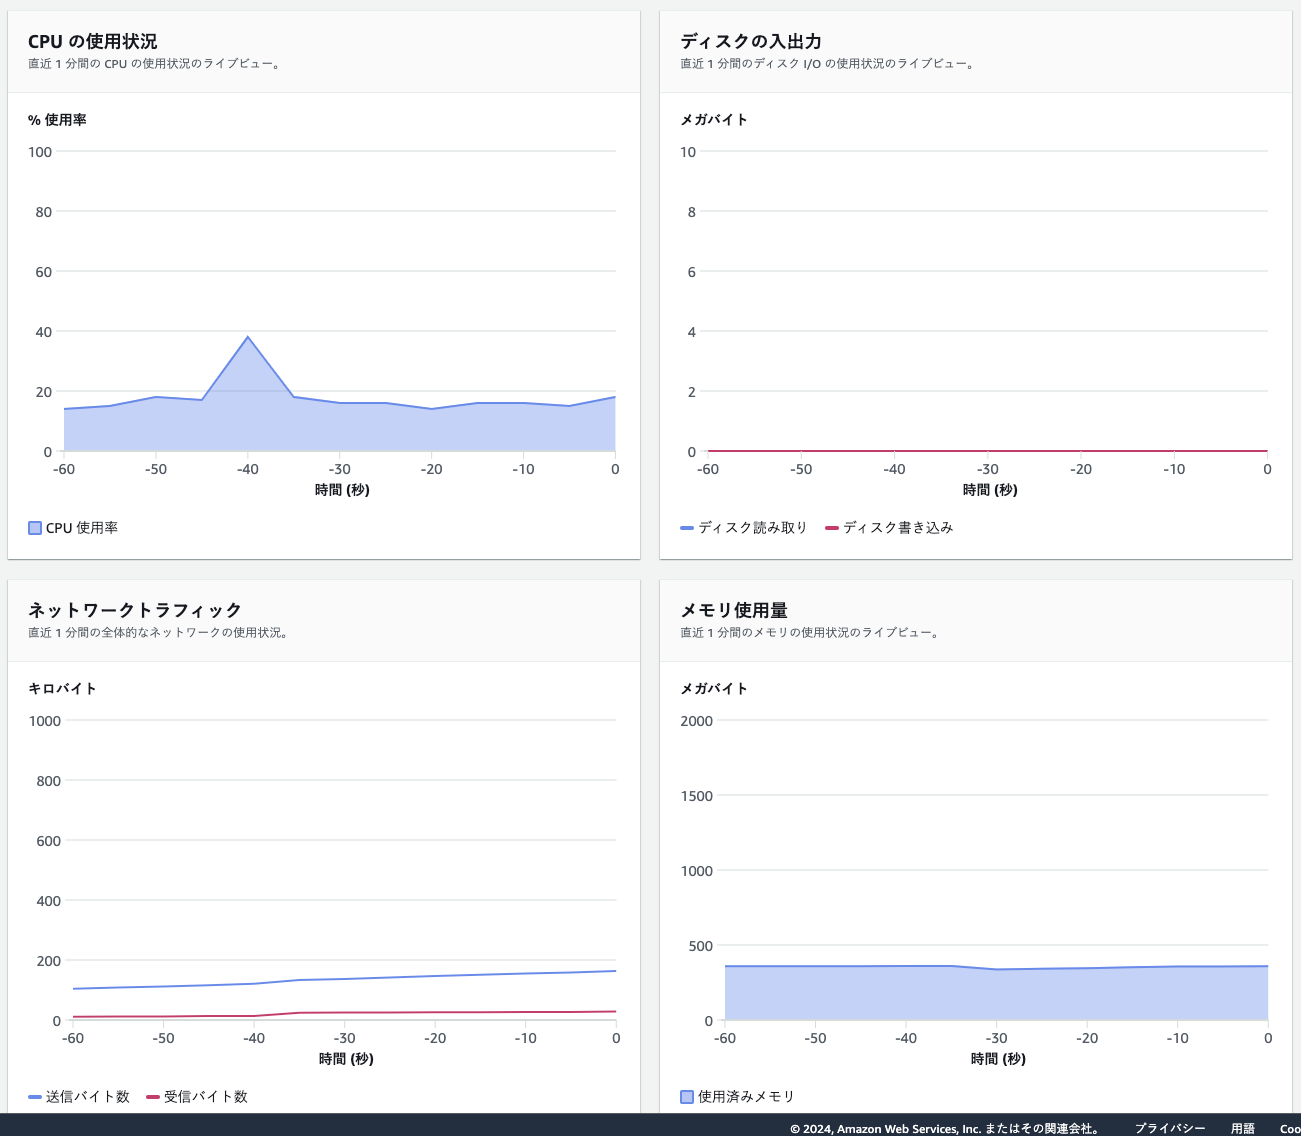 CPU の使用状況
直近 1 分間の CPU の使用状況のライブビュー。
% 使用率
100
80
60
40
20
0
-60 -50 -40 -30 -20 -10 0
時間 (秒)
CPU 使用率
ディスクの入出力
直近 1 分間のディスク I/O の使用状況のライブビュー。
メガバイト
10
8
6
4
2
0
-60 -50 -40 -30 -20 -10 0
時間 (秒)
ディスク読み取り ディスク書き込み
ネットワークトラフィック
直近 1 分間の全体的なネットワークの使用状況。
キロバイト
1000
800
600
400
200
0
-60 -50 -40 -30 -20 -10 0
時間 (秒)
送信バイト数 受信バイト数
メモリ使用量
直近 1 分間のメモリの使用状況のライブビュー。
メガバイト
2000
1500
1000
500
0
-60 -50 -40 -30 -20 -10 0
時間 (秒)
使用済みメモリ
© 2024, Amazon Web Services, Inc. またはその関連会社。 プライバシー 用語 Coo